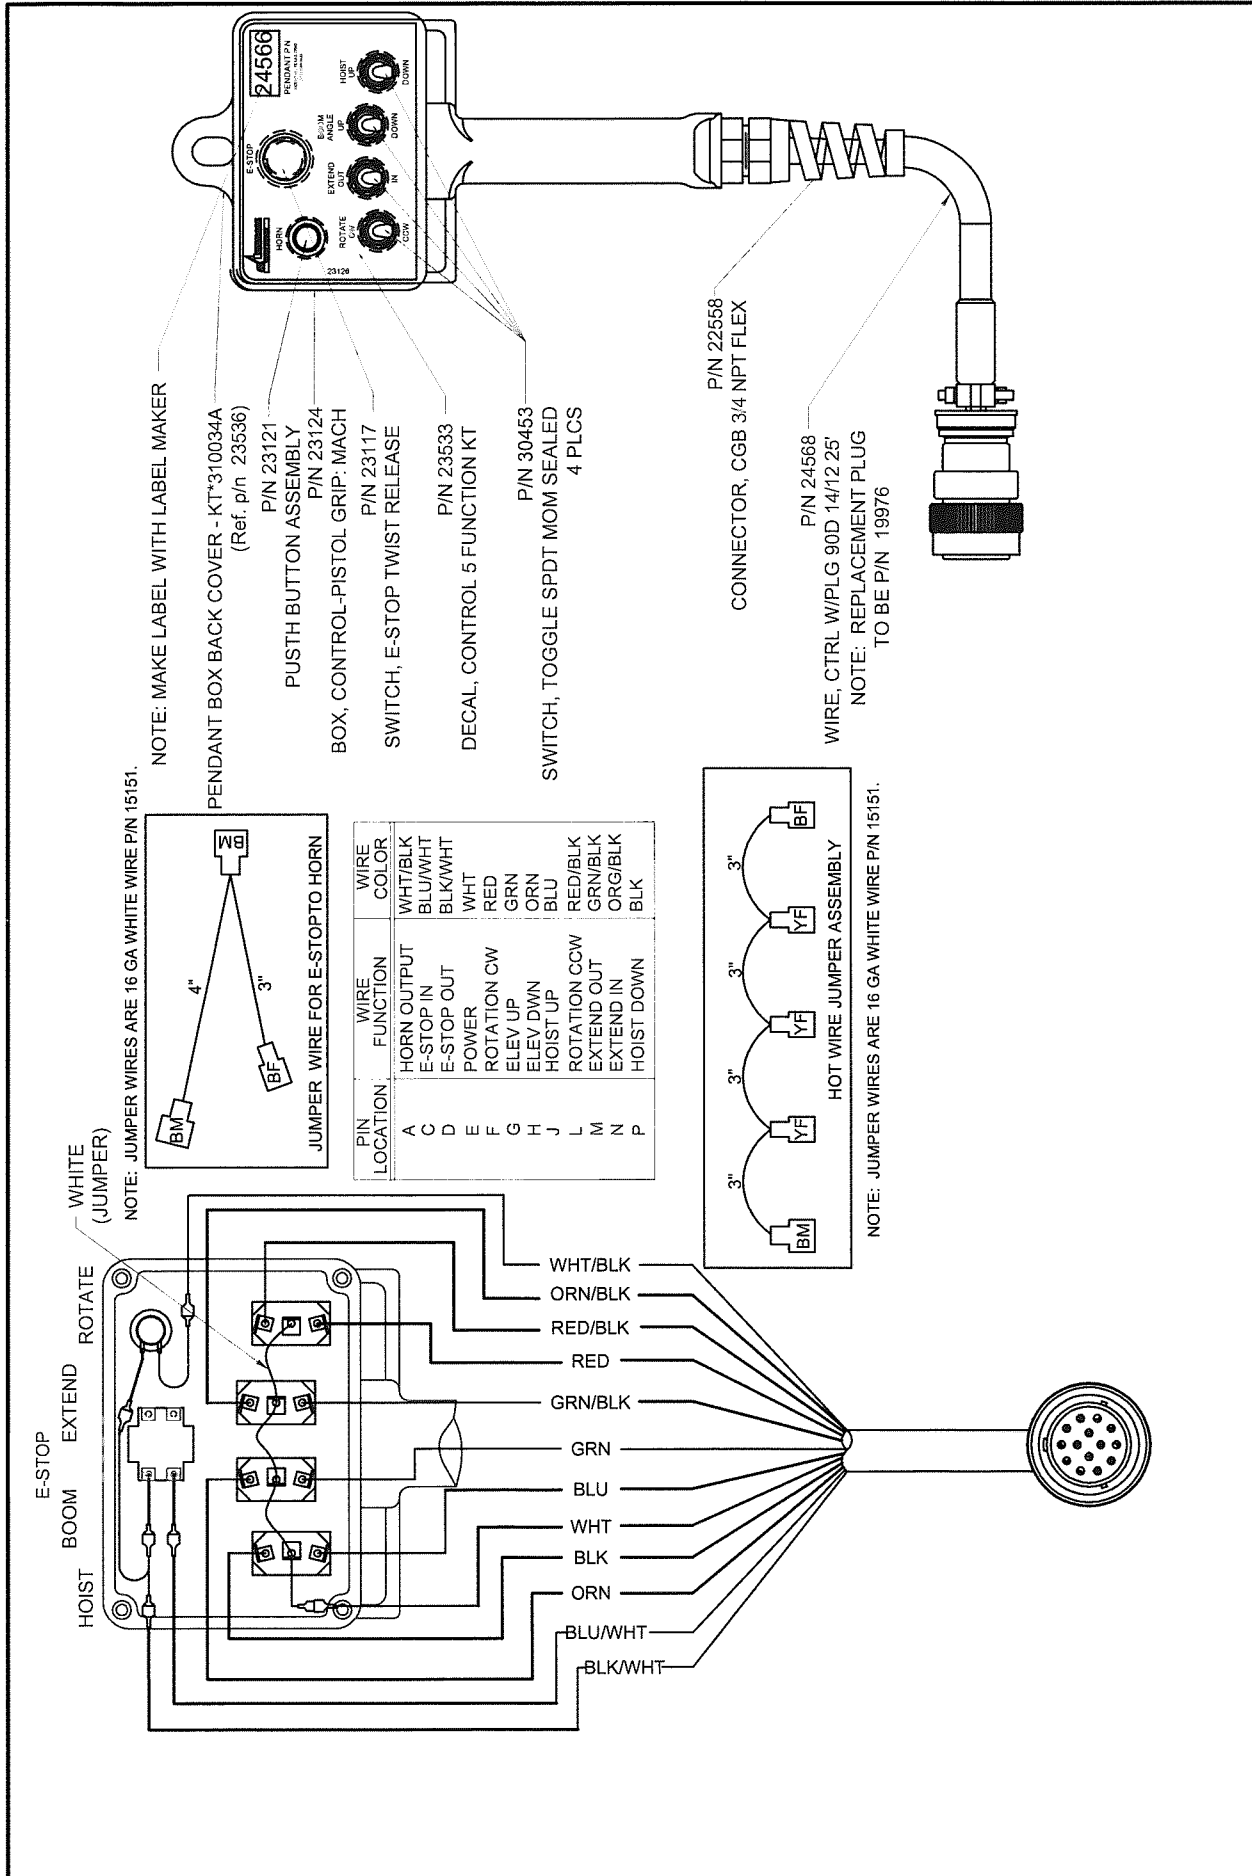 E-STOP
HOIST BOOM EXTEND ROTATE
WHITE
(JUMPER)
NOTE: JUMPER WIRES ARE 16 GA WHITE WIRE P/N 15151.
BM
4"
3"
BF
BM
JUMPER WIRE FOR E-STOPTO HORN
PIN LOCATION WIRE FUNCTION WIRE COLOR
A HORN OUTPUT WHT/BLK
C E-STOP IN BLU/WHT
D E-STOP OUT BLK/WHT
E POWER WHT
F ROTATION CW RED
G ELEV UP GRN
H ELEV DWN ORN
J HOIST UP BLU
L ROTATION CCW RED/BLK
M EXTEND OUT GRN/BLK
N EXTEND IN ORG/BLK
P HOIST DOWN BLK
BM
3"
YF
3"
YF
3"
YF
3"
BF
HOT WIRE JUMPER ASSEMBLY
NOTE: JUMPER WIRES ARE 16 GA WHITE WIRE P/N 15151.
WHT/BLK
ORN/BLK
RED/BLK
RED
GRN/BLK
GRN
BLU
WHT
BLK
ORN
BLU/WHT
BLK/WHT
NOTE: MAKE LABEL WITH LABEL MAKER
PENDANT BOX BACK COVER - KT*310034A
(Ref. p/n 23536)
P/N 23121
PUSTH BUTTON ASSEMBLY
P/N 23124
BOX, CONTROL-PISTOL GRIP: MACH
P/N 23117
SWITCH, E-STOP TWIST RELEASE
P/N 23533
DECAL, CONTROL 5 FUNCTION KT
P/N 30453
SWITCH, TOGGLE SPDT MOM SEALED
4 PLCS
P/N 22558
CONNECTOR, CGB 3/4 NPT FLEX
P/N 24568
WIRE, CTRL W/PLG 90D 14/12 25'
NOTE: REPLACEMENT PLUG
TO BE P/N 19976
24566
PENDANT P.N
E-STOP
HORN
ROTATE
CW
CCW
EXTEND
OUT
IN
BOOM
ANGLE
UP
DOWN
HOIST
UP
DOWN
23126